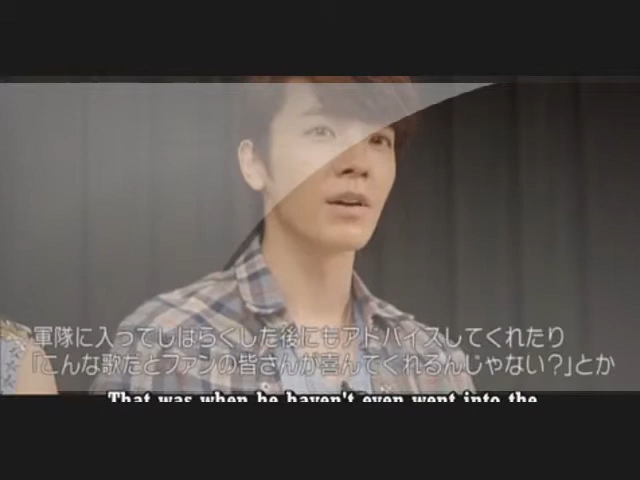 軍隊に入ってしばらくした後にもアドバイスしてくれたり
「こんな歌だとファンの皆さんが喜んでくれるんじゃない?」とか
That was when he haven't even went into the